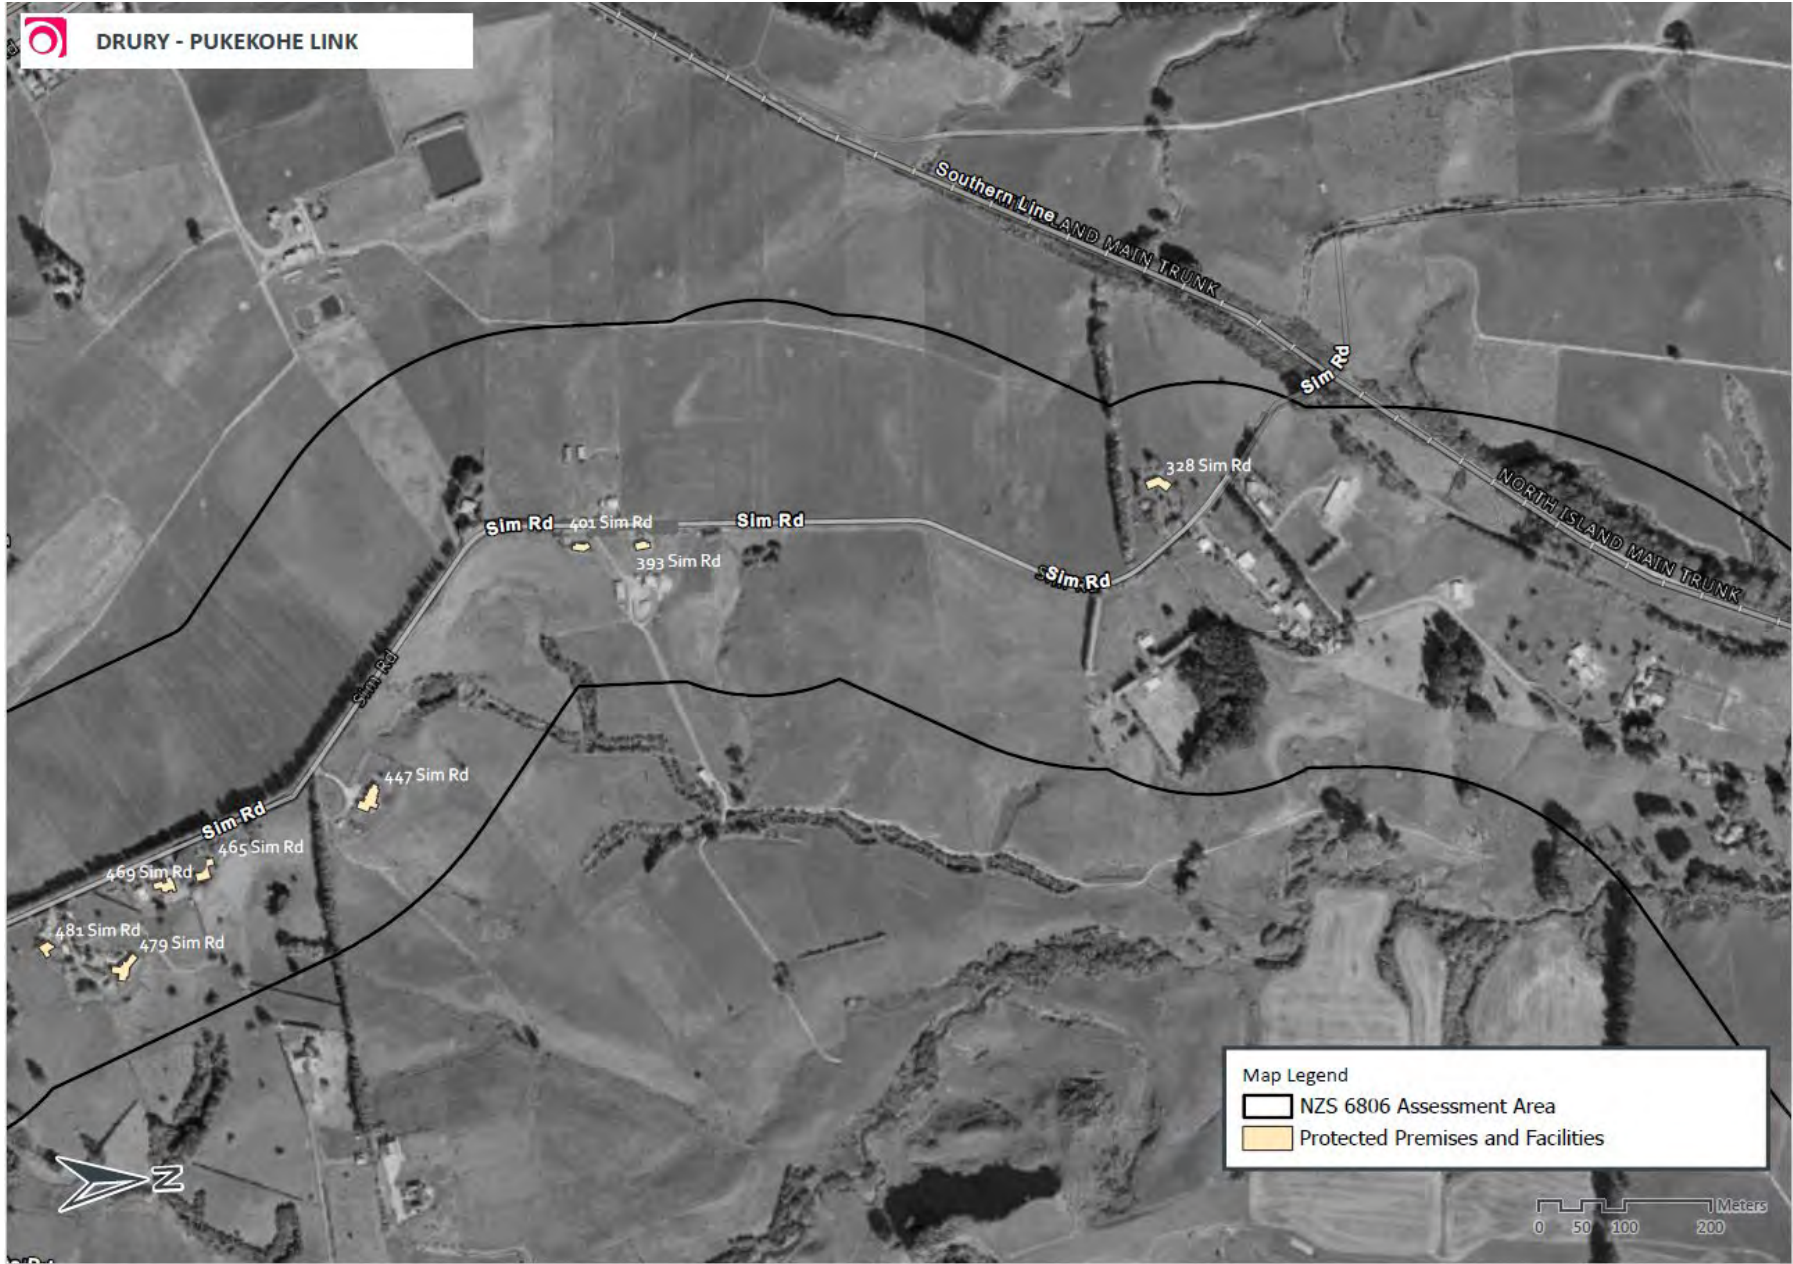 DRURY - PUKEKOHE LINK
Southern Line
ISLAND MAIN TRUNK
Sim Rd
328 Sim Rd
NORTH ISLAND MAIN TRUNK
Sim Rd
401 Sim Rd
Sim Rd
393 Sim Rd
Sim Rd
Sim Rd
447 Sim Rd
Sim Rd
465 Sim Rd
469 Sim Rd
481 Sim Rd
479 Sim Rd
Map Legend
NZS 6806 Assessment Area
Protected Premises and Facilities
N
Meters
0 50 100 200